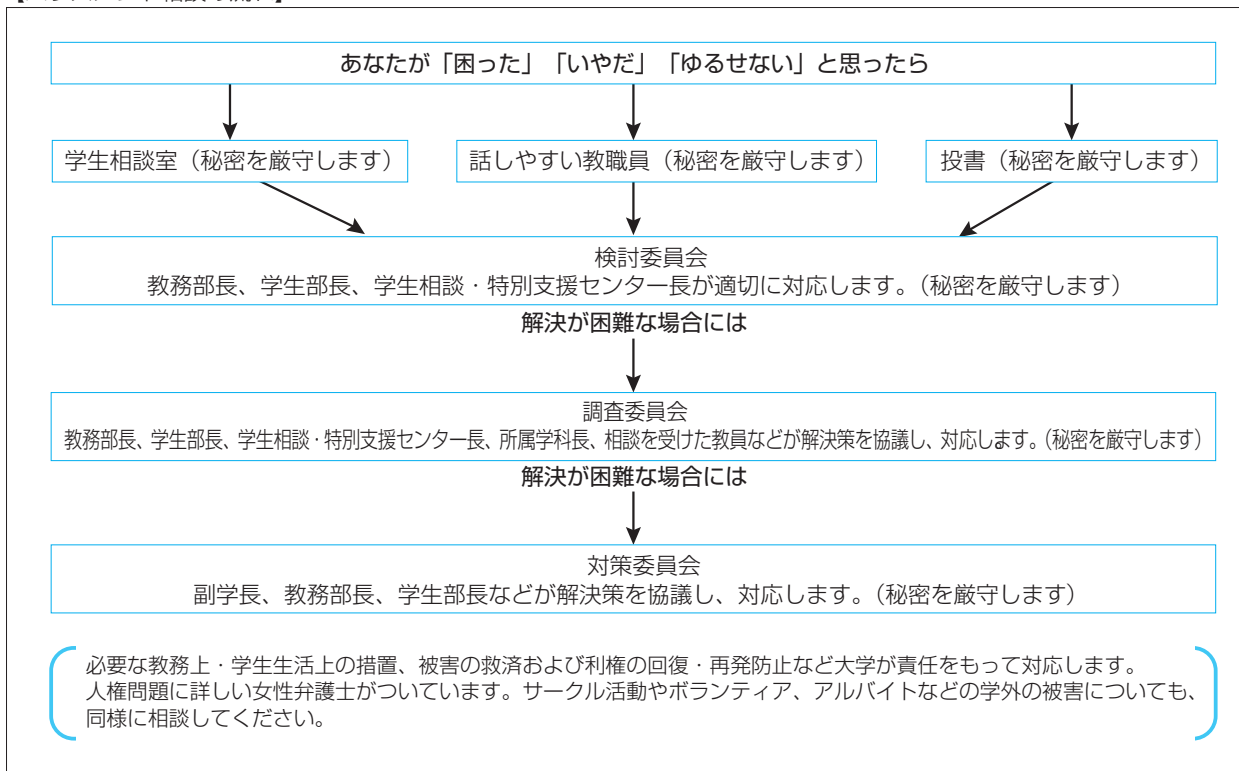 あなたが「困った」「いやだ」「ゆるせない」と思ったら
学生相談室（秘密を厳守します）
話しやすい教職員（秘密を厳守します）
投書（秘密を厳守します）
検討委員会
教務部長、学生部長、学生相談・特別支援センター長が適切に対応します。（秘密を厳守します）
解決が困難な場合には
調査委員会
教務部長、学生部長、学生相談・特別支援センター長、所属学科長、相談を受けた教員などが解決策を協議し、対応します。（秘密を厳守します）
解決が困難な場合には
対策委員会
副学長、教務部長、学生部長などが解決策を協議し、対応します。（秘密を厳守します）
必要な教務上・学生生活上の措置、被害の救済および利権の回復・再発防止など大学が責任をもって対応します。
人権問題に詳しい女性弁護士がついています。サークル活動やボランティア、アルバイトなどの学外の被害についても、
同様に相談してください。